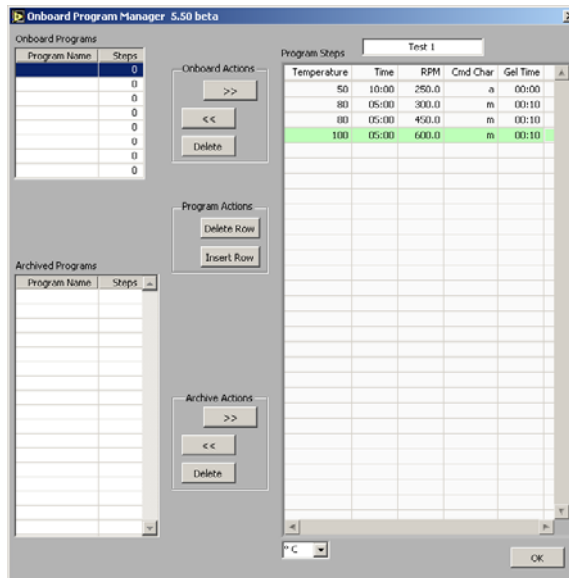 Onboard Program Manager 5.50 beta
Onboard Programs
Program Name Steps
0
0
0
0
0
0
0
0
Onboard Actions
>>
<<
Delete
Program Actions
Delete Row
Insert Row
Archived Programs
Program Name Steps
Archive Actions
>>
<<
Delete
Program Steps Test 1
Temperature Time RPM Cmd Char Gel Time
50 10:00 250.0 a 00:00
80 05:00 300.0 m 00:10
80 05:00 450.0 m 00:10
100 05:00 600.0 m 00:10
° C
OK